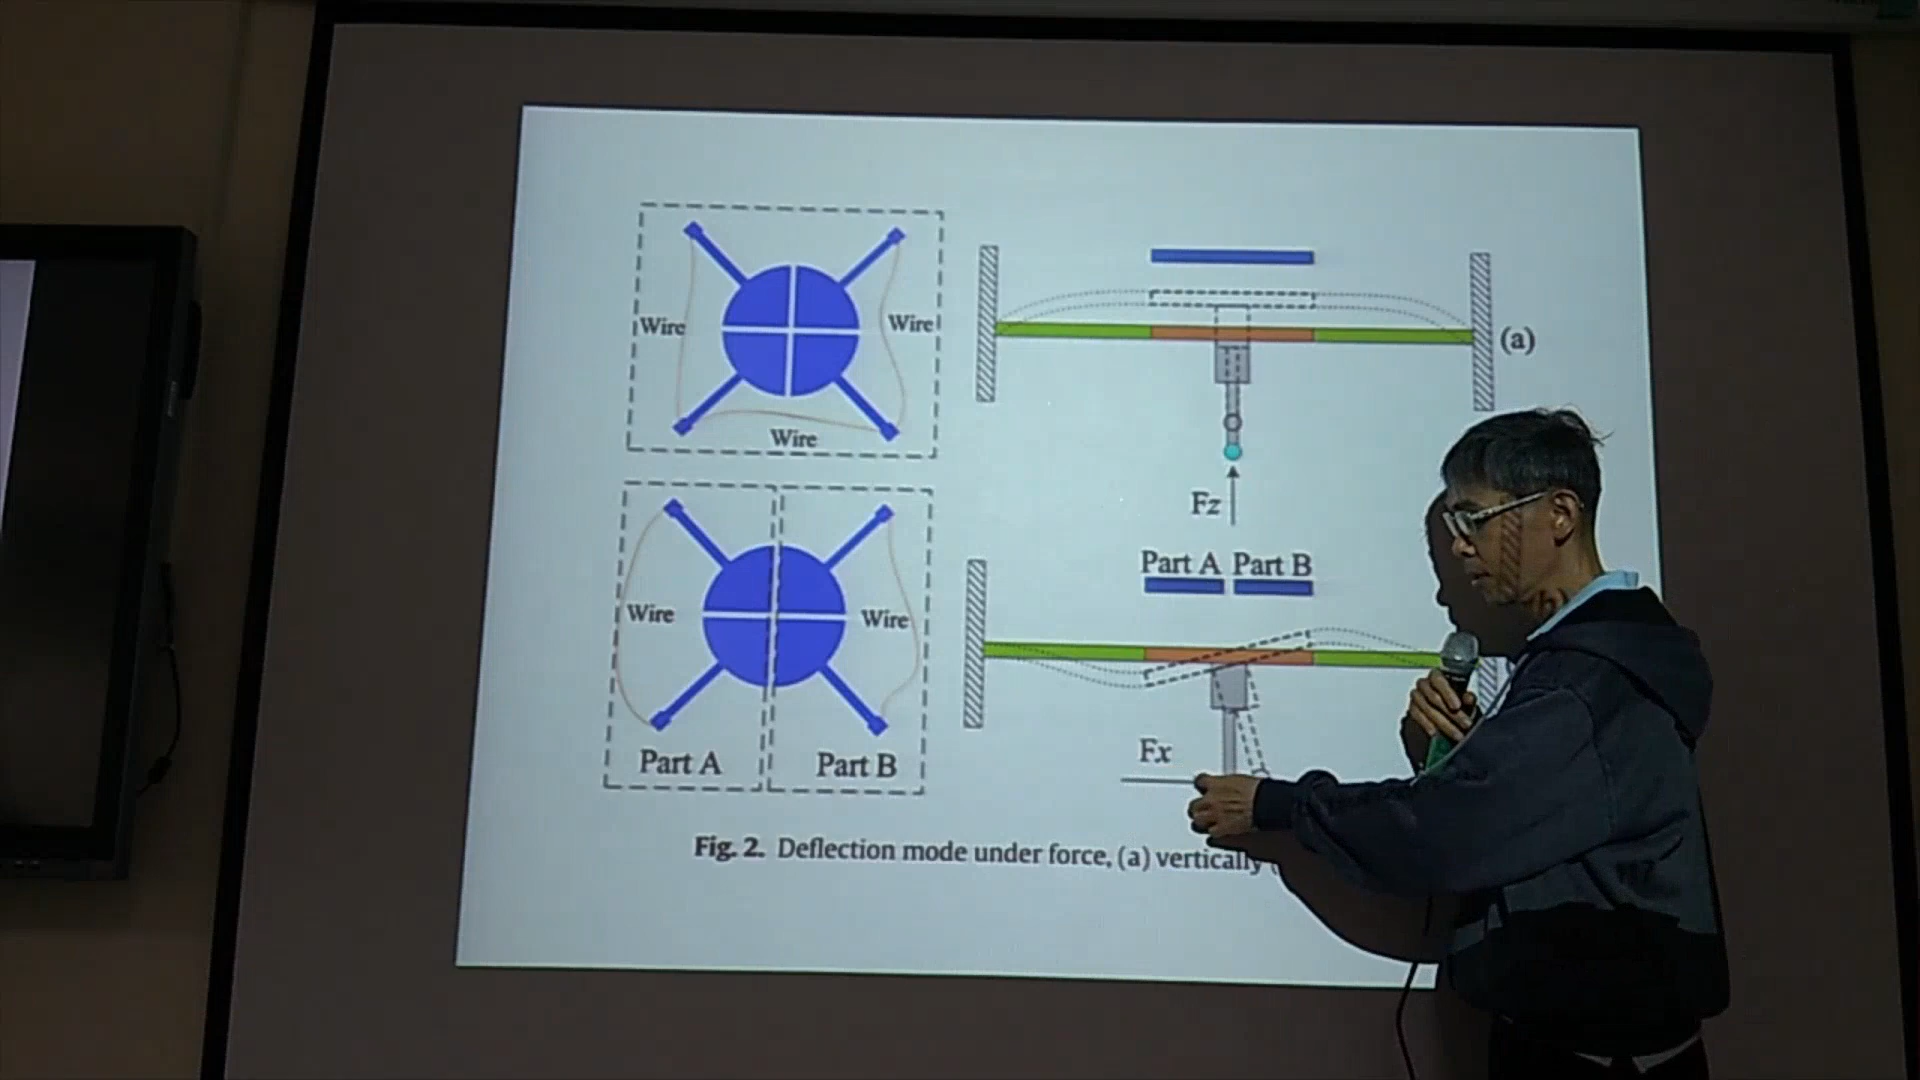 Wire
Wire
Wire
(a)
Fz
Part A Part B
Wire
Wire
Fx
Part A
Part B
Fig. 2. Deflection mode under force, (a) vertically